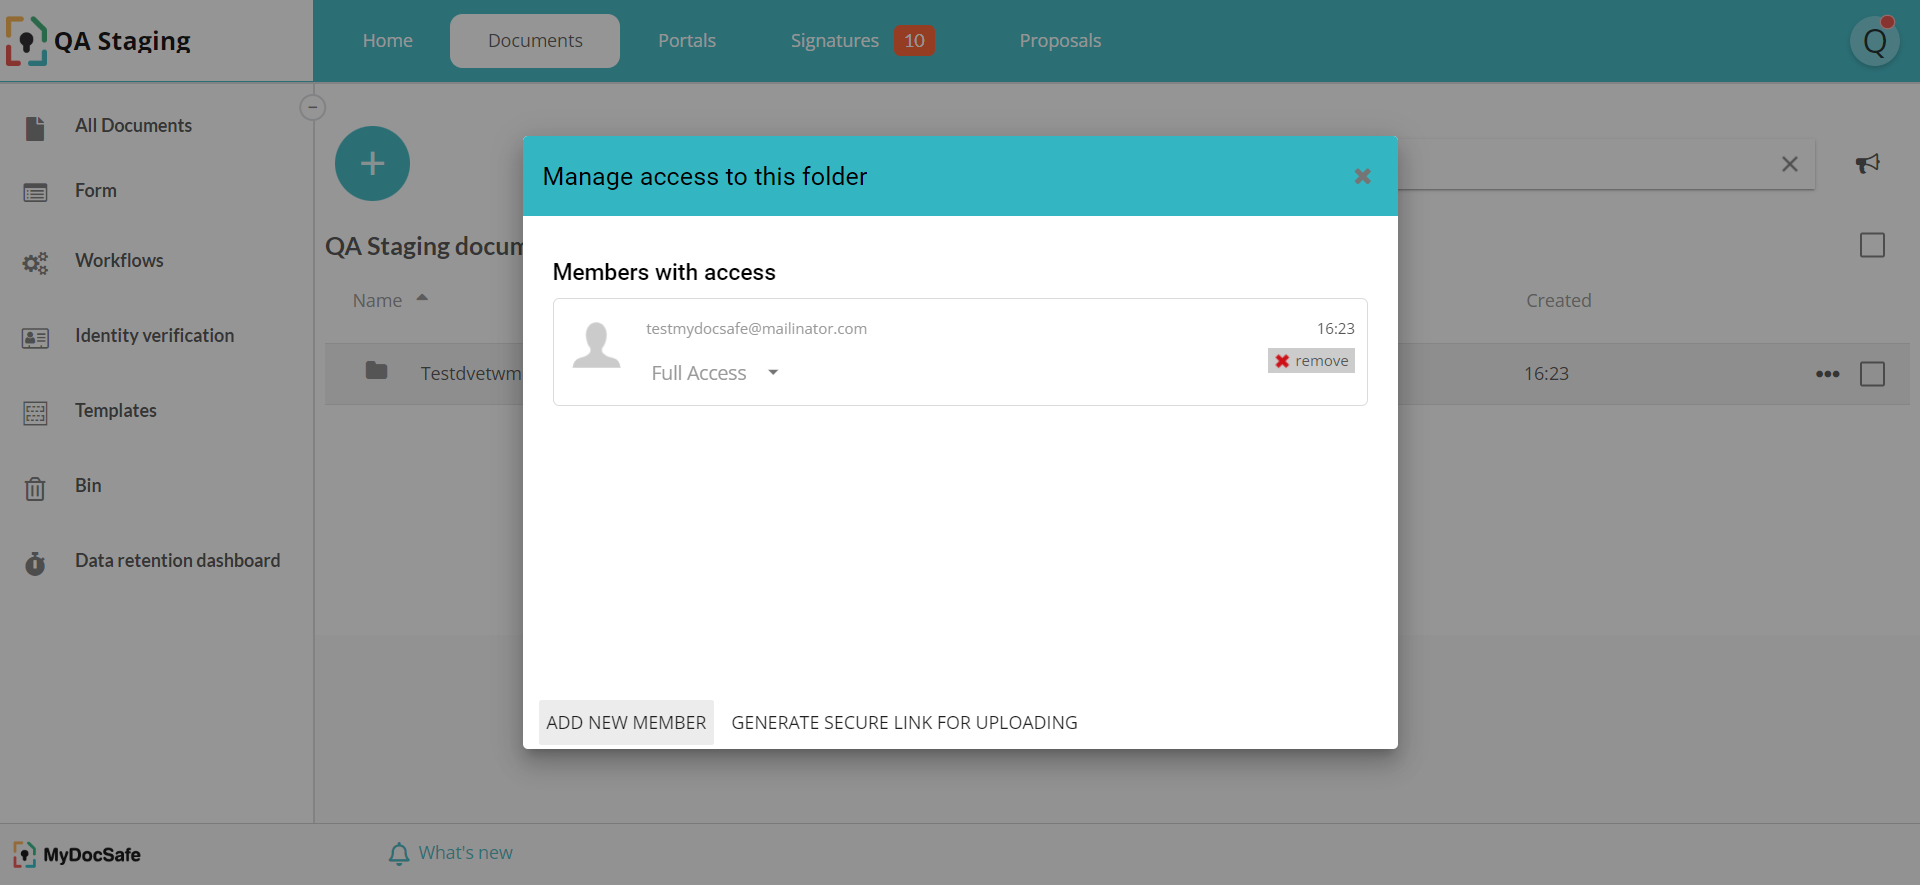 QA Staging
Home
Documents
Portals
Signatures 10
Proposals
Q
All Documents
Form
Workflows
Identity verification
Templates
Bin
Data retention dashboard
QA Staging docum
Name
Created
Testdvetwm
16:23
Manage access to this folder
Members with access
testmydocsafe@mailinator.com
16:23
Full Access
remove
ADD NEW MEMBER
GENERATE SECURE LINK FOR UPLOADING
MyDocSafe
What's new